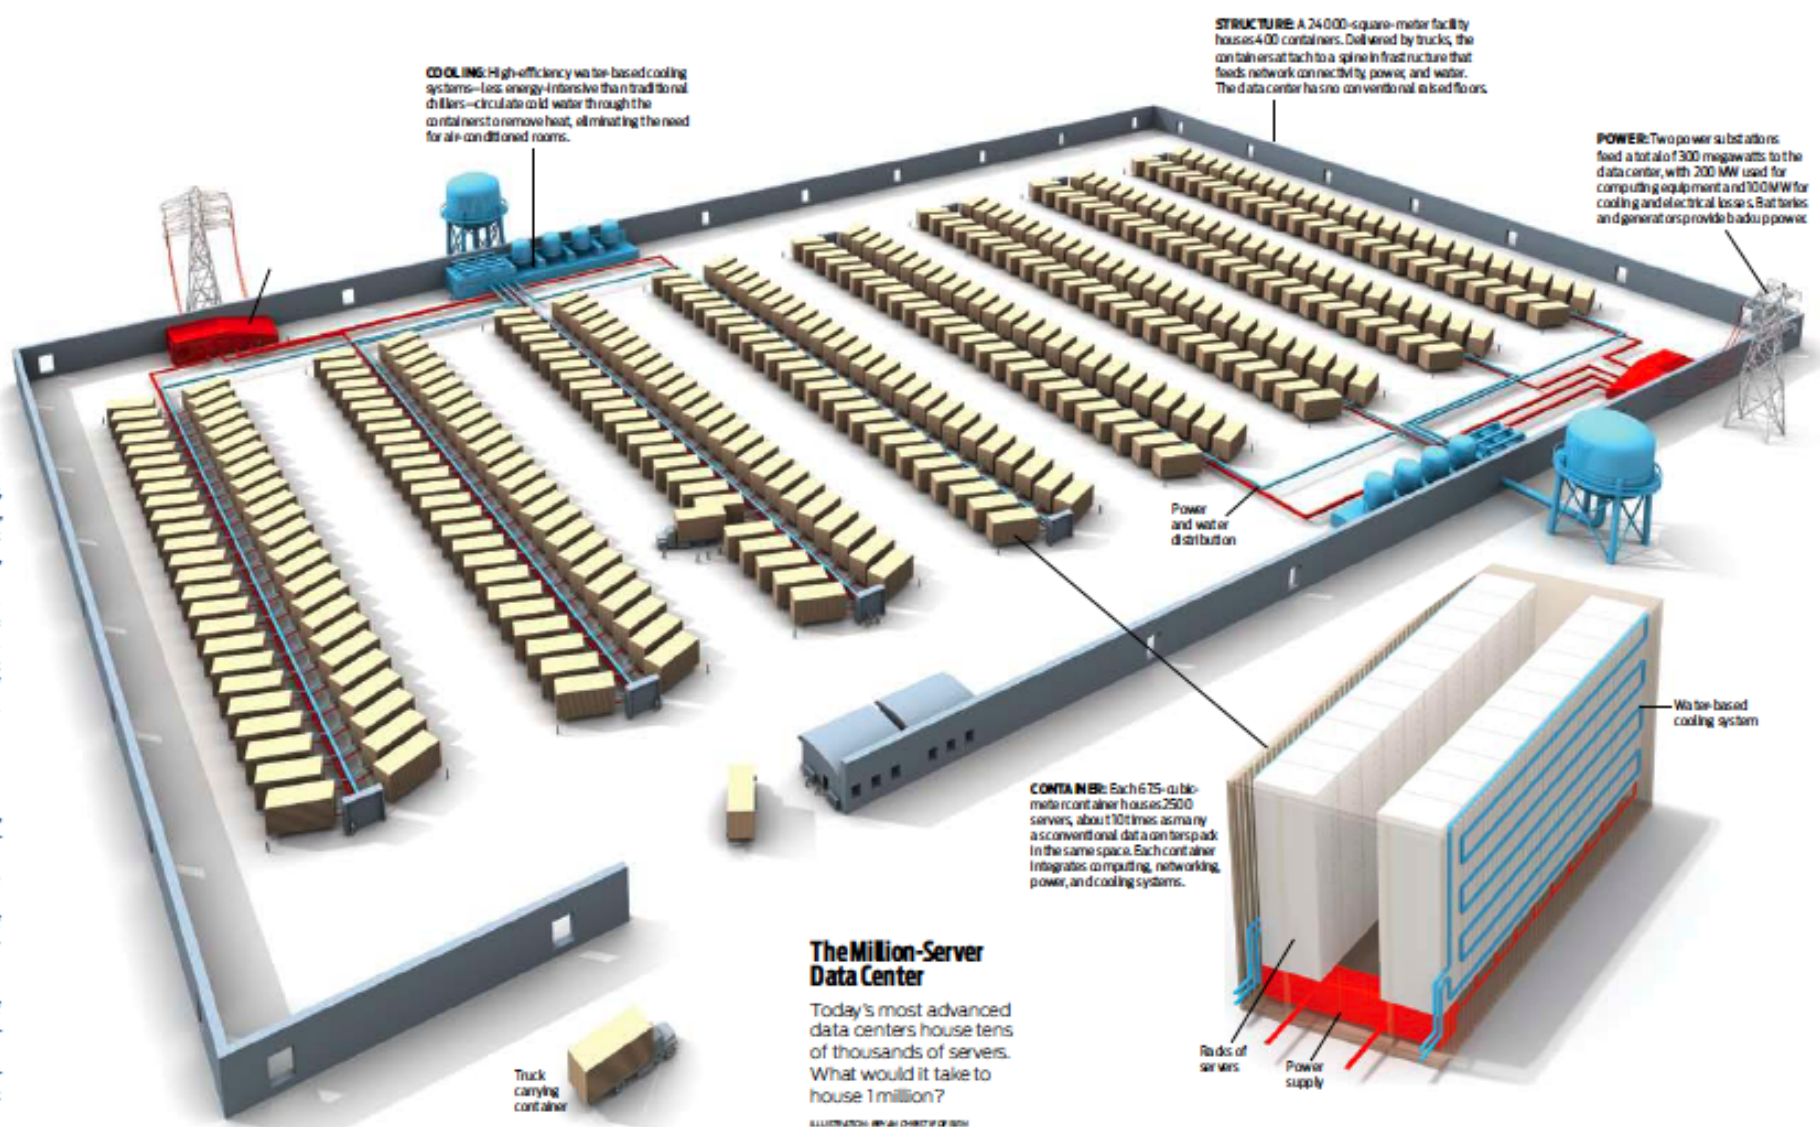 COOLING: High-efficiency water-based cooling
systems—less energy-intensive than traditional
chillers—circulate cold water through the
containers to remove heat, eliminating the need
for air-conditioned rooms.
STRUCTURE: A 24 000-square-meter facility
houses 400 containers. Delivered by trucks, the
containers attach to a spine infrastructure that
feeds network connectivity, power, and water.
The data center has no conventional raised floors.
POWER: Two power substations
feed a total of 300 megawatts to the
data center, with 200 MW used for
computing equipment and 100 MW for
cooling and electrical losses. Batteries
and generators provide backup power.
Power
and water
distribution
Water-based
cooling system
CONTAINER: Each 67.5-cubic-
meter container houses 2500
servers, about 10 times as many
as conventional data centers pack
in the same space. Each container
integrates computing, networking,
power, and cooling systems.
Racks of
servers
Power
supply
Truck
carrying
container
The Million-Server
Data Center
Today's most advanced
data centers house tens
of thousands of servers.
What would it take to
house 1 million?